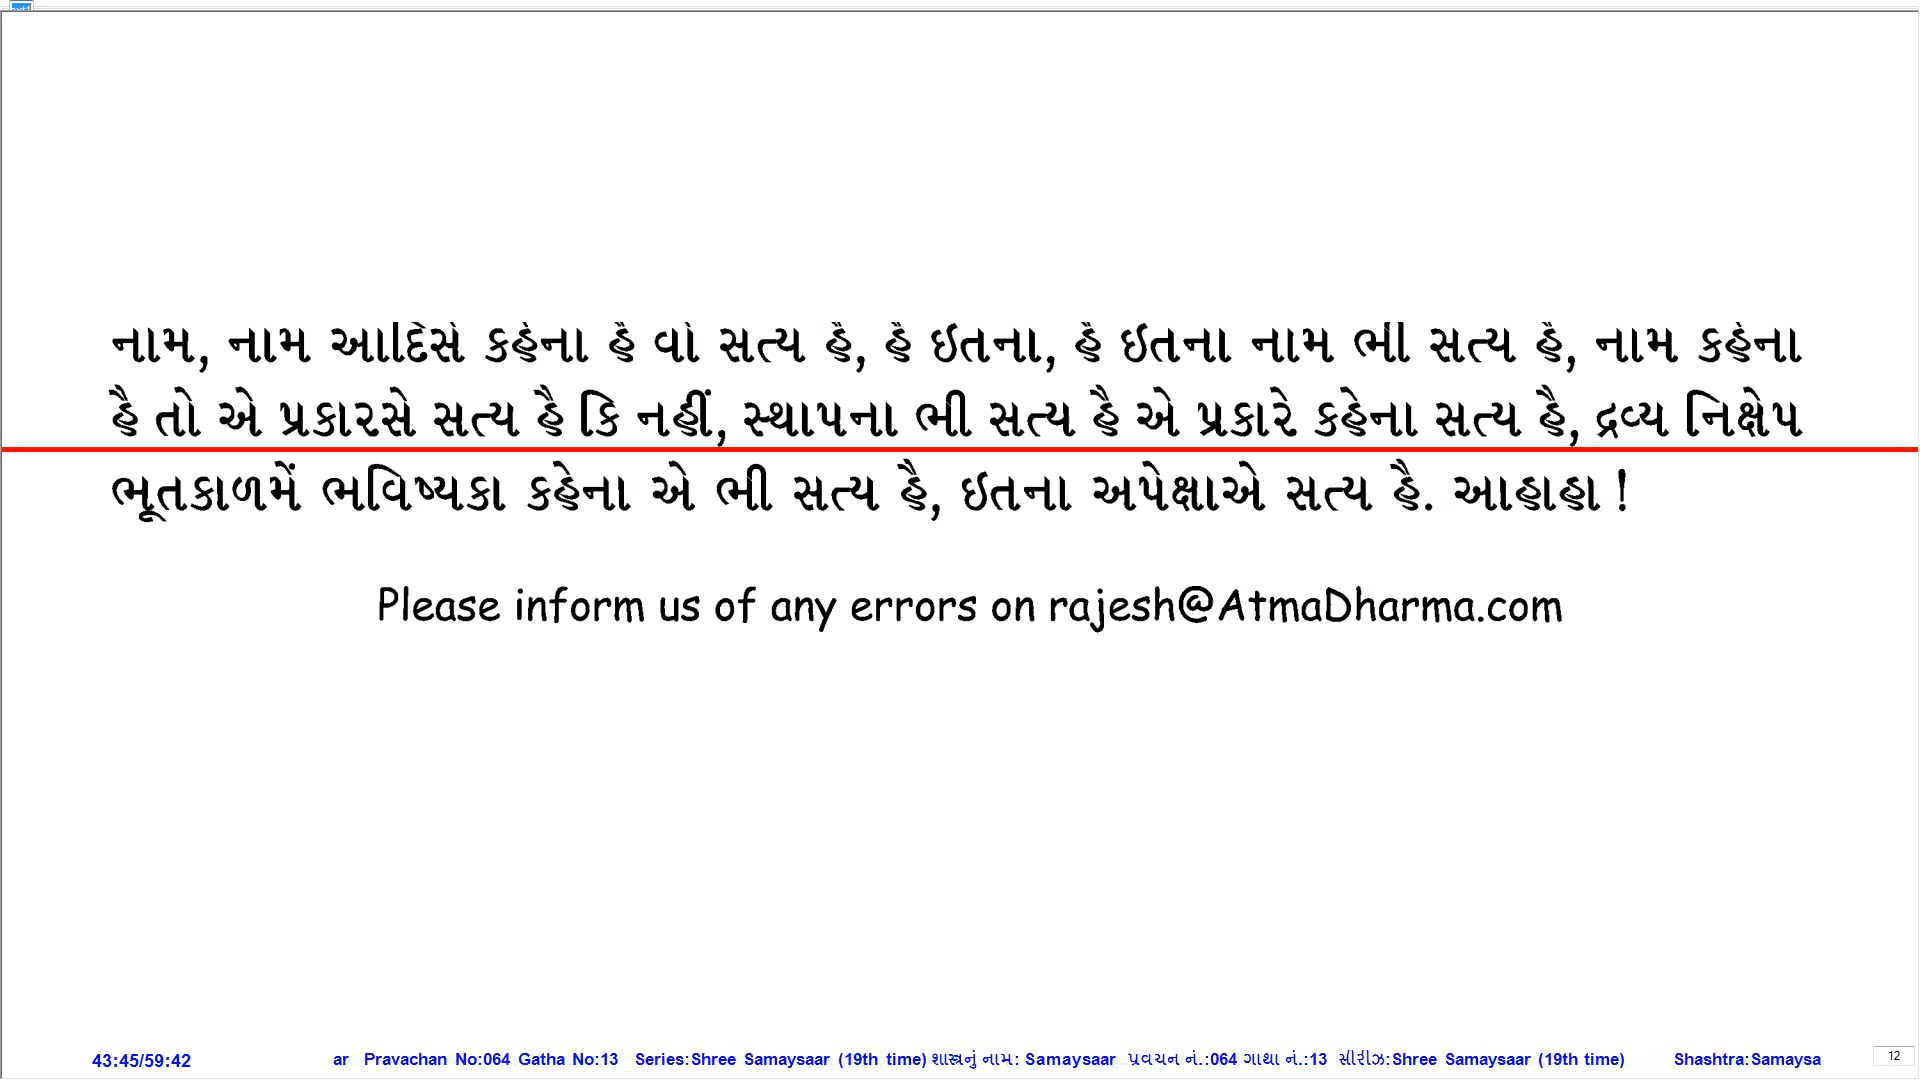 નામ, નામ આદિસે કહેના હૈ વો સત્ય હૈ, હૈ ઇતના, હૈ ઇતના નામ ભી સત્ય હૈ, નામ કહેના
હૈ તો એ પ્રકારસે સત્ય હૈ કિ નહીં, સ્થાપના ભી સત્ય હૈ એ પ્રકારે કહેના સત્ય હૈ, દ્રવ્ય નિક્ષેપ
ભૂતકાળમેં ભવિષ્યકા કહેના એ ભી સત્ય હૈ, ઇતના અપેક્ષાએ સત્ય હૈ. આહાહા !
Please inform us of any errors on rajesh@AtmaDharma.com
43:45/59:42 ar Pravachan No:064 Gatha No:13 Series:Shree Samaysaar (19th time) શાસ્ત્રનું નામ: Samaysaar પ્રવચન નં.:064 ગાથા નં.:13 સીરીઝ:Shree Samaysaar (19th time) Shashtra:Samaysa 12